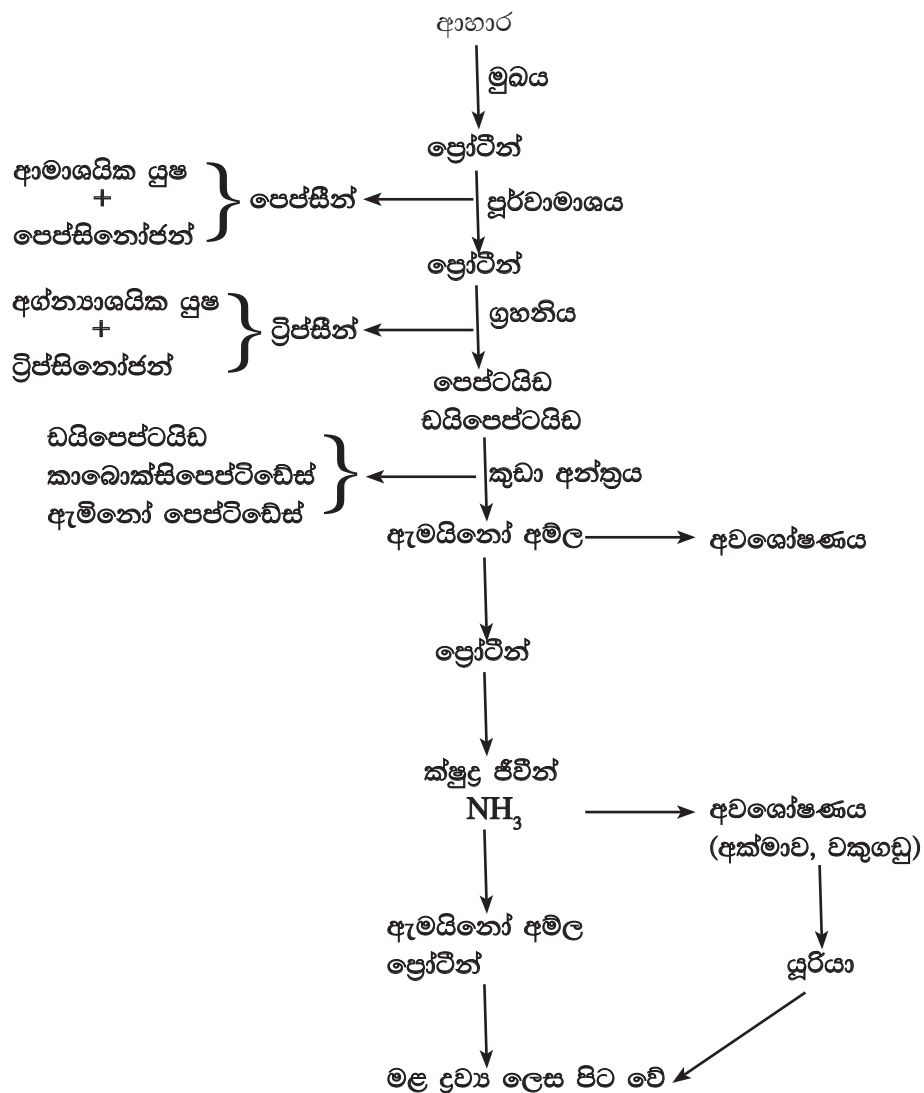 ආහාර
මුඛය
ප්‍රෝටීන්
ආමාශයික යුෂ
+
පෙප්සිනෝජන්
පෙප්සීන්
පූර්වාමාශය
ප්‍රෝටීන්
අග්න්‍යාශයික යුෂ
+
ට්‍රිප්සිනෝජන්
ට්‍රිප්සීන්
ග්‍රහනිය
පෙප්ටයිඩ
ඩයිපෙප්ටයිඩ
ඩයිපෙප්ටයිඩ
කාබොක්සිපෙප්ටිඩේස්
ඇමිනෝ පෙප්ටිඩේස්
කුඩා අන්ත්‍රය
ඇමයිනෝ අම්ල
අවශෝෂණය
ප්‍රෝටීන්
ක්ෂුද්‍ර ජීවීන්
NH₃
අවශෝෂණය
(අක්මාව, වකුගඩු)
ඇමයිනෝ අම්ල
ප්‍රෝටීන්
යූරියා
මළ ද්‍රව්‍ය ලෙස පිට වේ